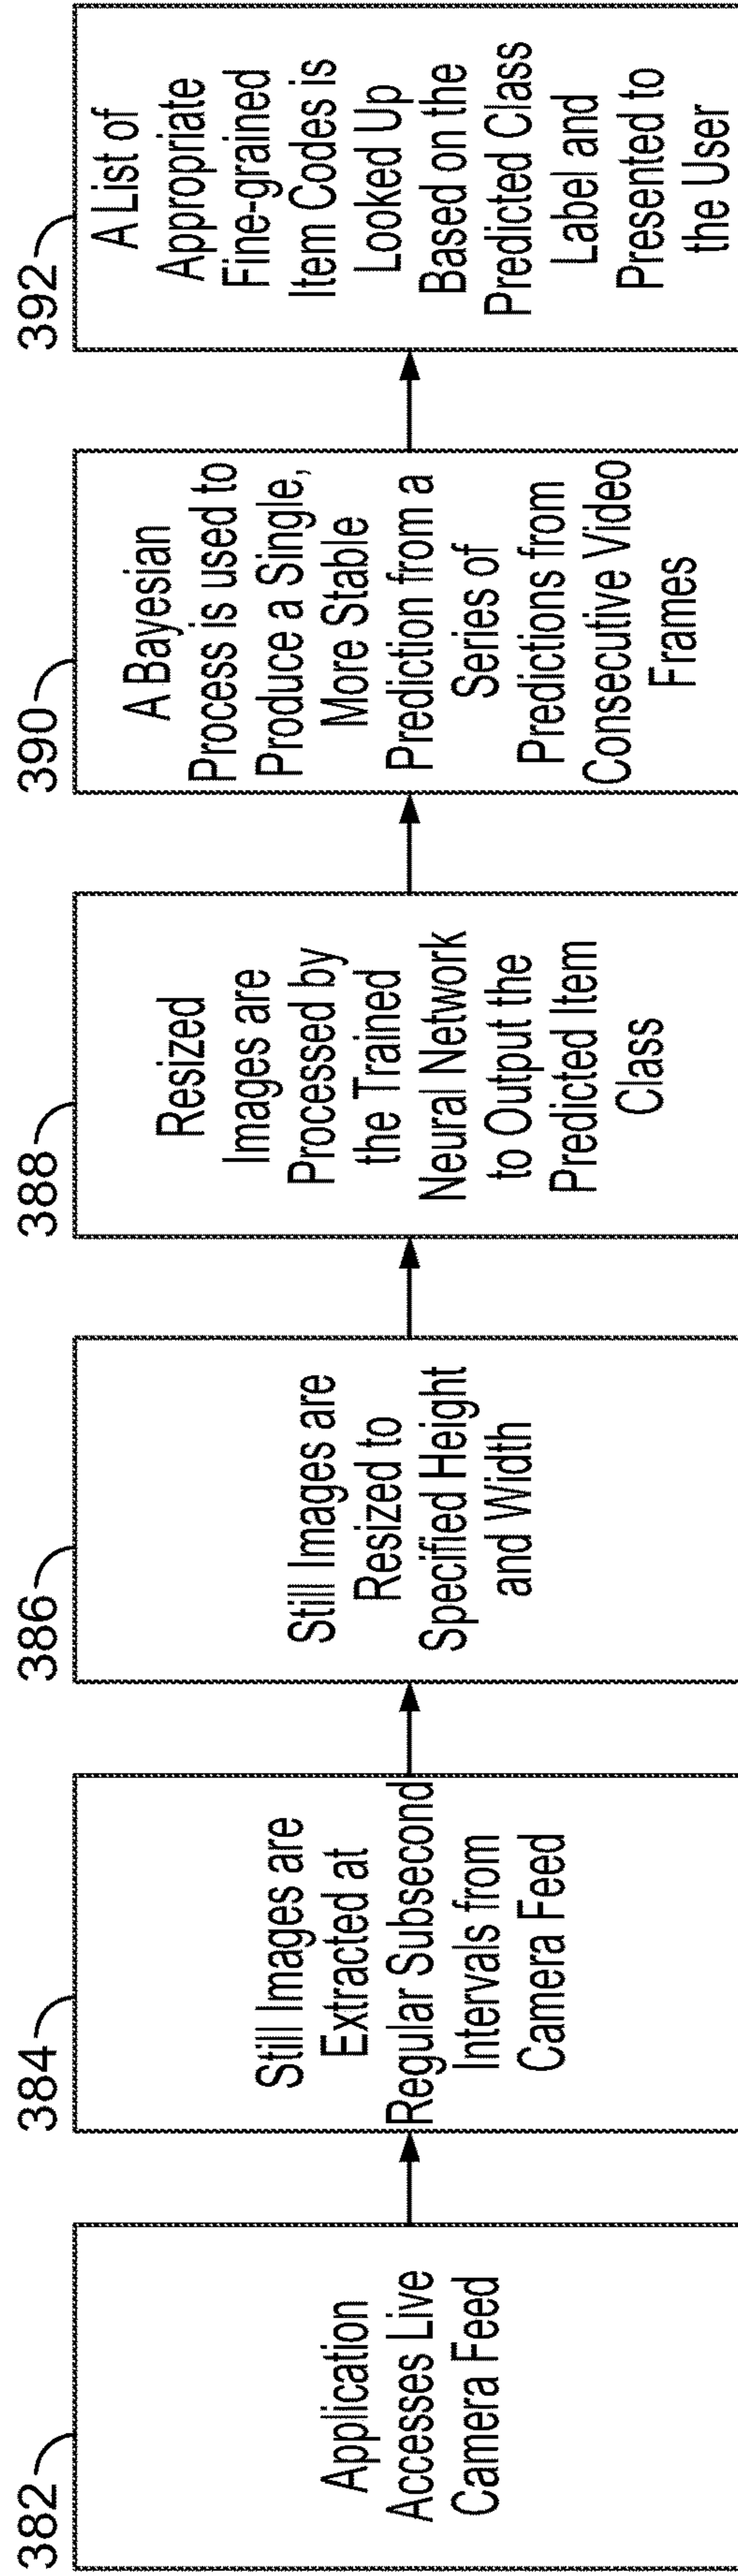 382
Application
Accesses Live
Camera Feed
384
Still Images are
Extracted at
Regular Subsecond
Intervals from
Camera Feed
386
Still Images are
Resized to
Specified Height
and Width
388
Resized
Images are
Processed by
the Trained
Neural Network
to Output the
Predicted Item
Class
390
A Bayesian
Process is used to
Produce a Single,
More Stable
Prediction from a
Series of
Predictions from
Consecutive Video
Frames
392
A List of
Appropriate
Fine-grained
Item Codes is
Looked Up
Based on the
Predicted Class
Label and
Presented to
the User